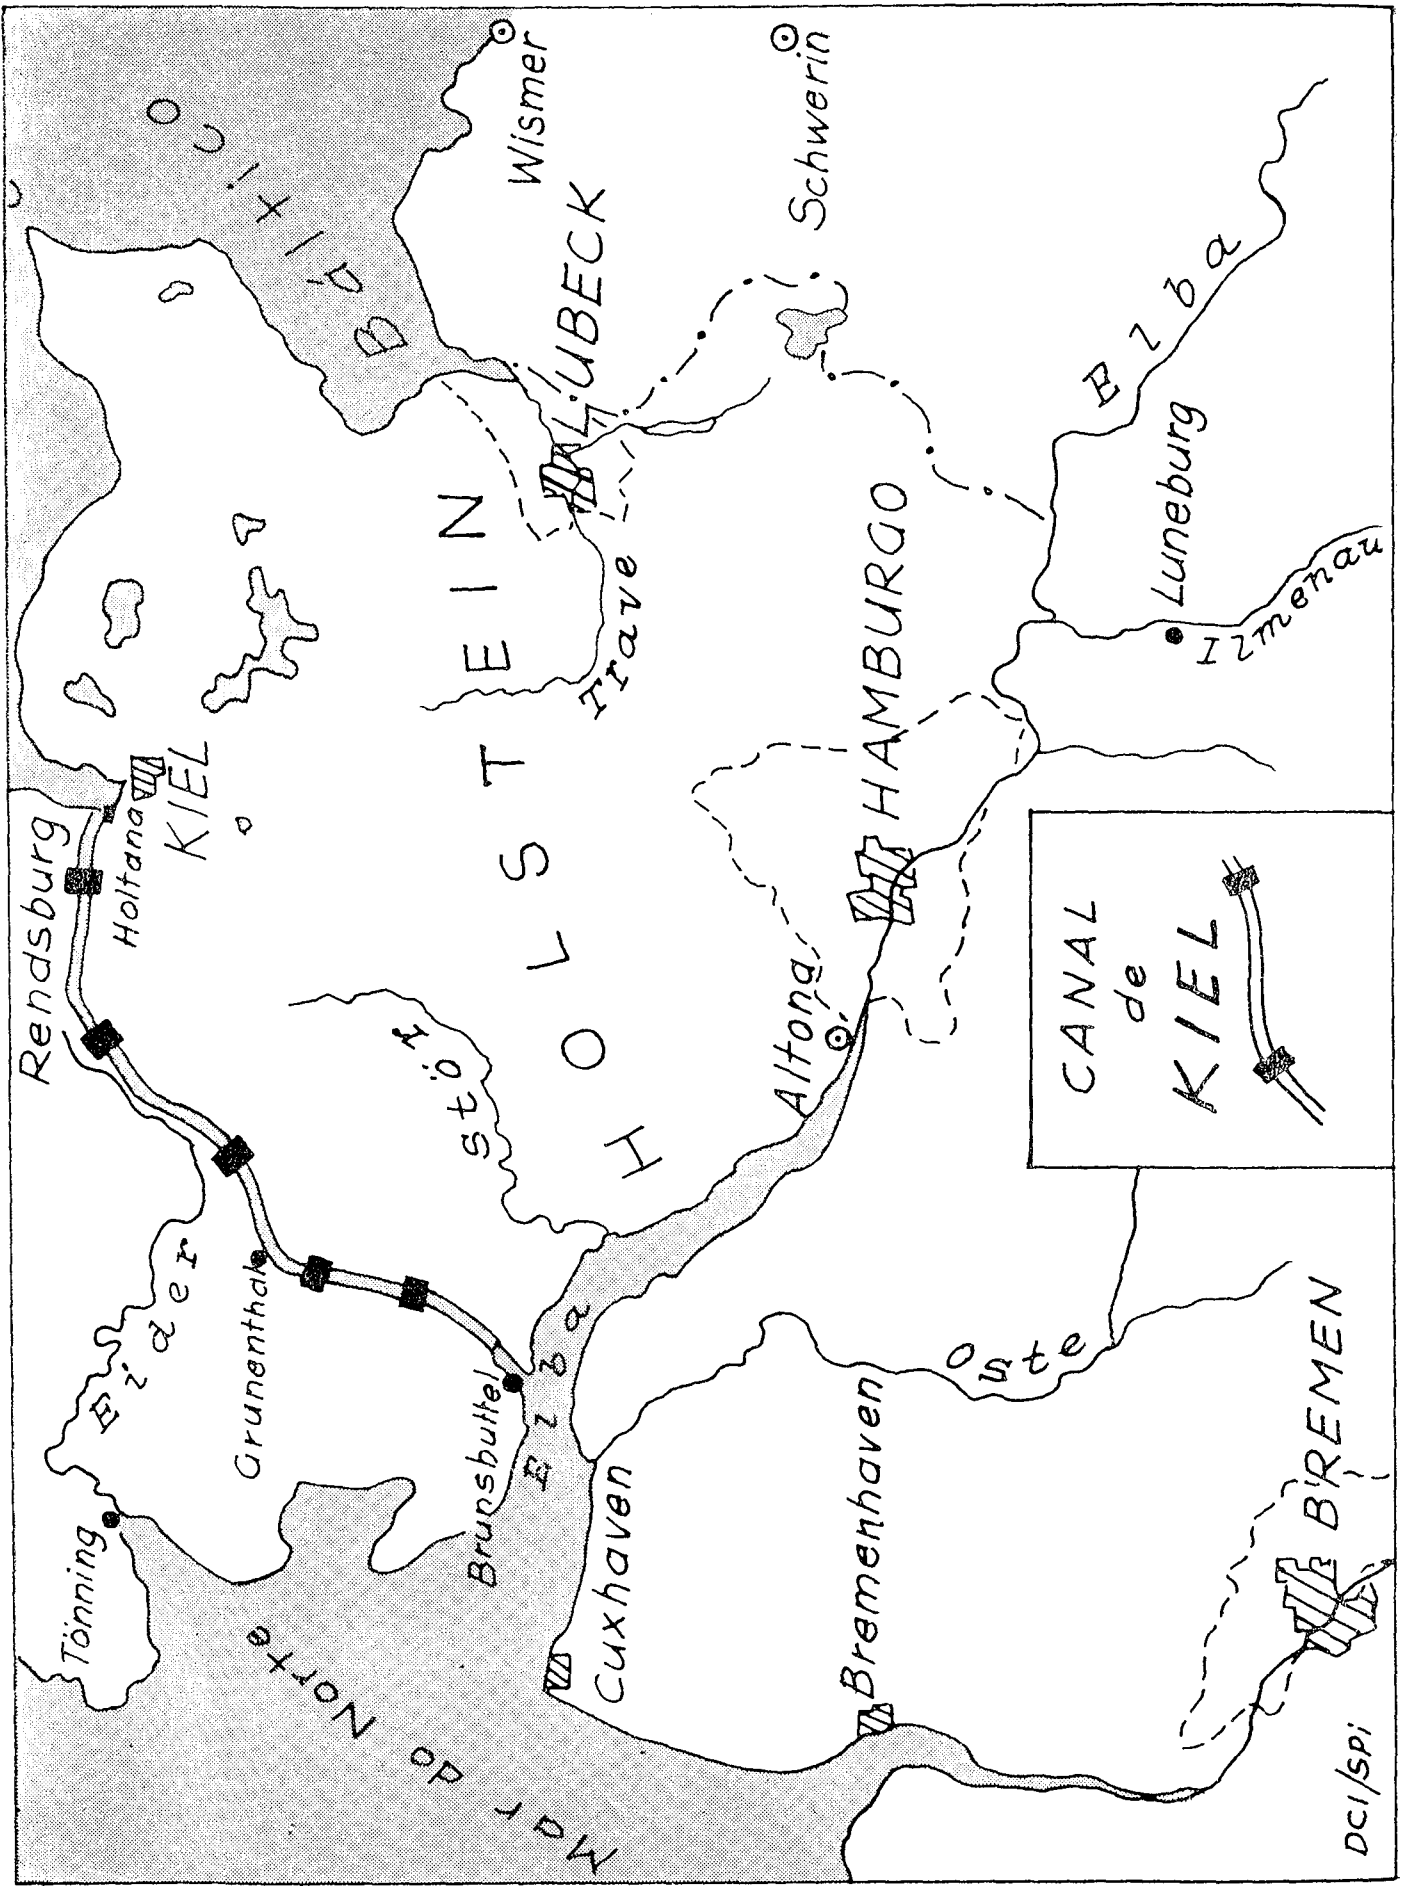 Rendsburg
Tönning
Eider
Holtana
KIEL
Báltico
Grunenthal
Mar do Norte
Stör
Brunsbuttel
Elba
HOLSTEIN
Wismer
LUBECK
Trave
Cuxhaven
Altona
Schwerin
HAMBURGO
Bremenhaven
Oste
Elba
Luneburg
Ilmenau
CANAL
de
KIEL
BREMEN
DCI/SPI